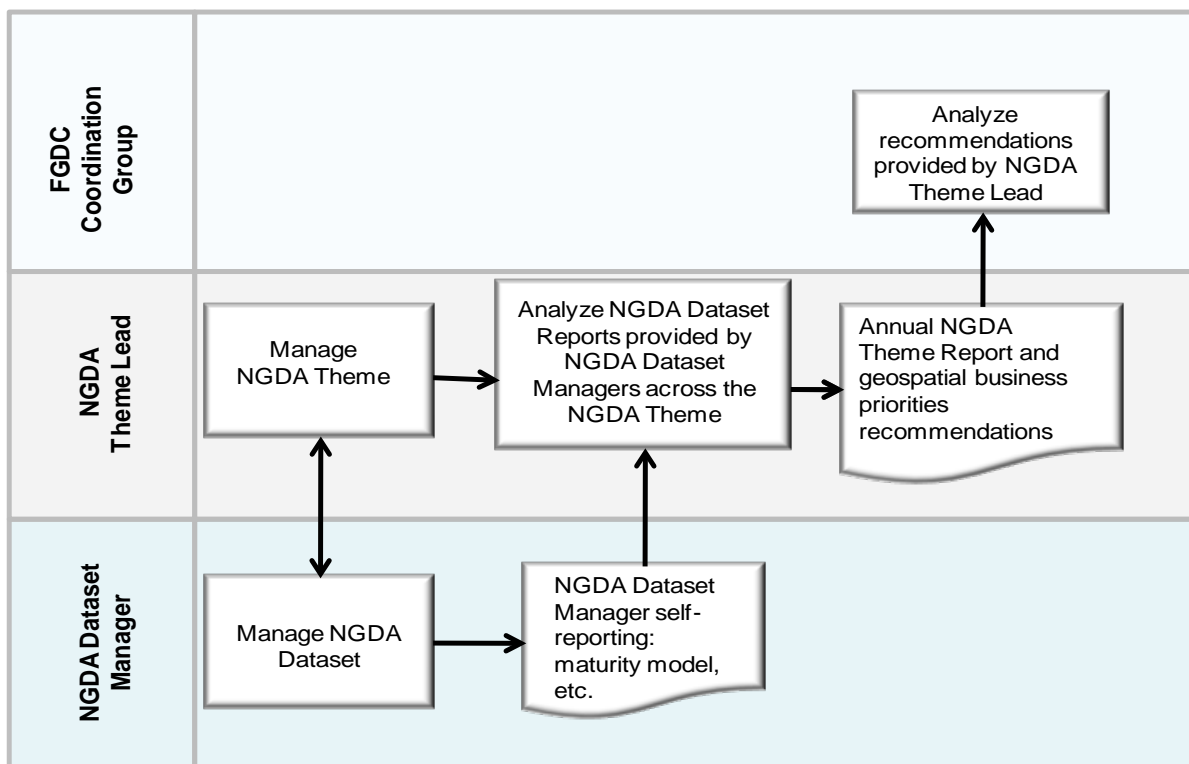 FGDC
Coordination
Group
Analyze
recommendations
provided by NGDA
Theme Lead
NGDA
Theme Lead
Manage
NGDA Theme
Analyze NGDA Dataset
Reports provided by
NGDA Dataset
Managers across the
NGDA Theme
Annual NGDA
Theme Report and
geospatial business
priorities
recommendations
NGDA Dataset
Manager
Manage NGDA
Dataset
NGDA Dataset
Manager self-
reporting:
maturity model,
etc.